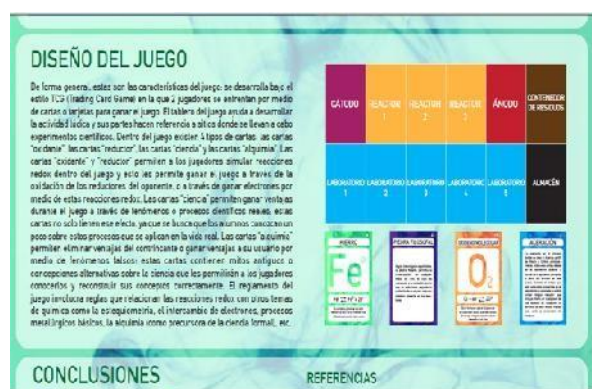 DISEÑO DEL JUEGO
De forma general, estas son las características del juego: se desarrolla bajo el
estilo TCG (Trading Card Game) en la que 2 jugadores se enfrentan por medio
de cartas o tarjetas para ganar el juego. El tablero del juego ayuda a desarrollar
la actividad lúdica y sus partes hacen referencia a sitios donde se llevan a cabo
experimentos científicos. Dentro del juego existen 4 tipos de cartas, las cartas
"oxidante", las cartas "reductor", las cartas "ciencia" y las cartas "alquimia". Las
cartas "oxidante" y "reductor" permiten a los jugadores simular reacciones
redox dentro del juego y esto les permite ganar el juego a través de la
oxidación de los reductores del oponente, o a través de ganar electrones por
medio de estas reacciones redox. Las cartas "ciencia" permiten ganar ventajas
durante el juego a través de fenómenos o procesos científicos reales, estas
cartas no solo tienen ese efecto, ya que se busca que los alumnos conozcan un
poco sobre estos procesos que se aplican en la vida real. Las cartas "alquimia"
permiten eliminar ventajas del contrincante o ganar ventajas a su usuario por
medio de fenómenos falsos; estas cartas contienen mitos antiguos o
concepciones alternativas sobre la ciencia que les permitirán a los jugadores
conocerlos y reconstruir sus conceptos correctamente. El reglamento del
juego involucra reglas que relacionan las reacciones redox con otros temas
de química como la estequiometría, el intercambio de electrones, procesos
metalúrgicos básicos, la alquimia como precursora de la ciencia formal, etc.
CÁTODO REACTOR 1 REACTOR 2 REACTOR 3 ÁNODO CONTENEDOR DE RESIDUOS
LABORATORIO 1 LABORATORIO 2 LABORATORIO 3 LABORATORIO 4 LABORATORIO 5 ALMACÉN
HIERRO PIEDRA FILOSOFAL ALEACIÓN
Fe O2
CONCLUSIONES
REFERENCIAS